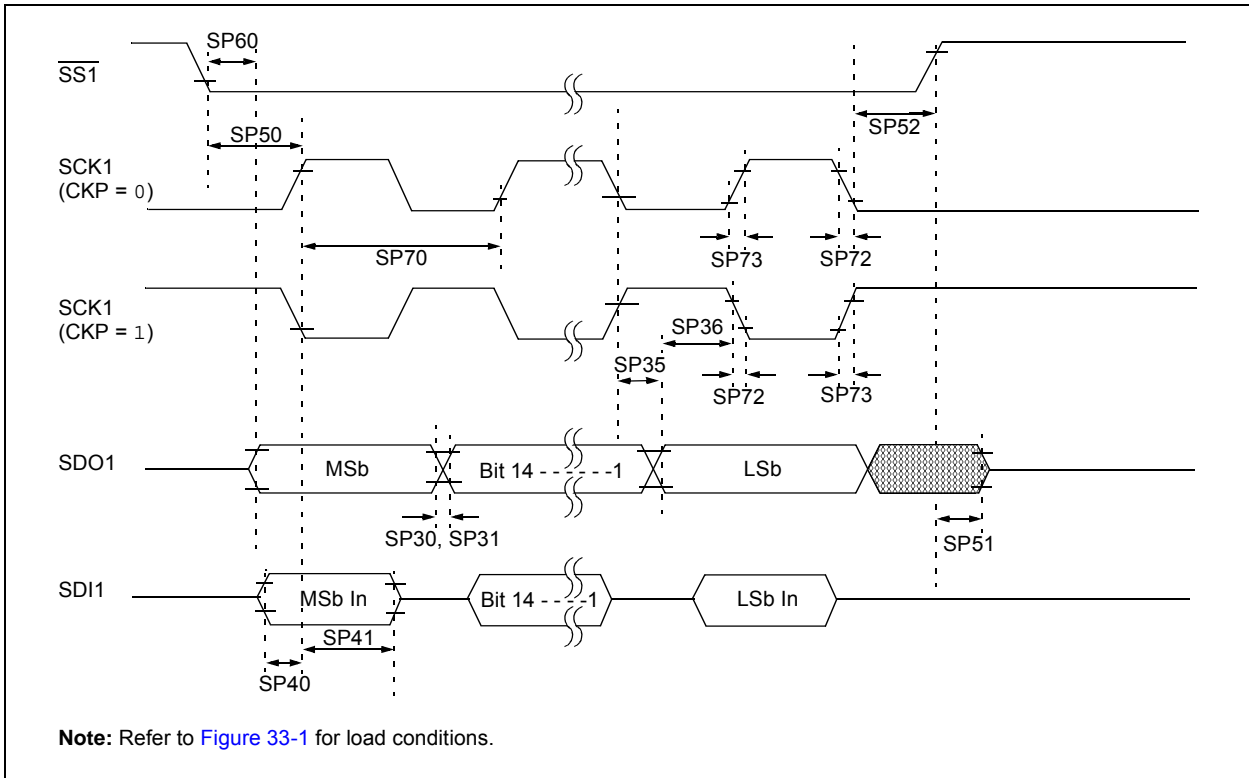 SP60
SS1
SP50
SP52
SCK1
(CKP = 0)
SP70
SP73
SP72
SCK1
(CKP = 1)
SP36
SP35
SP72
SP73
SDO1
MSb
Bit 14 - - - - - -1
LSb
SP30, SP31
SP51
SDI1
MSb In
Bit 14 - - - -1
LSb In
SP41
SP40
Note: Refer to Figure 33-1 for load conditions.